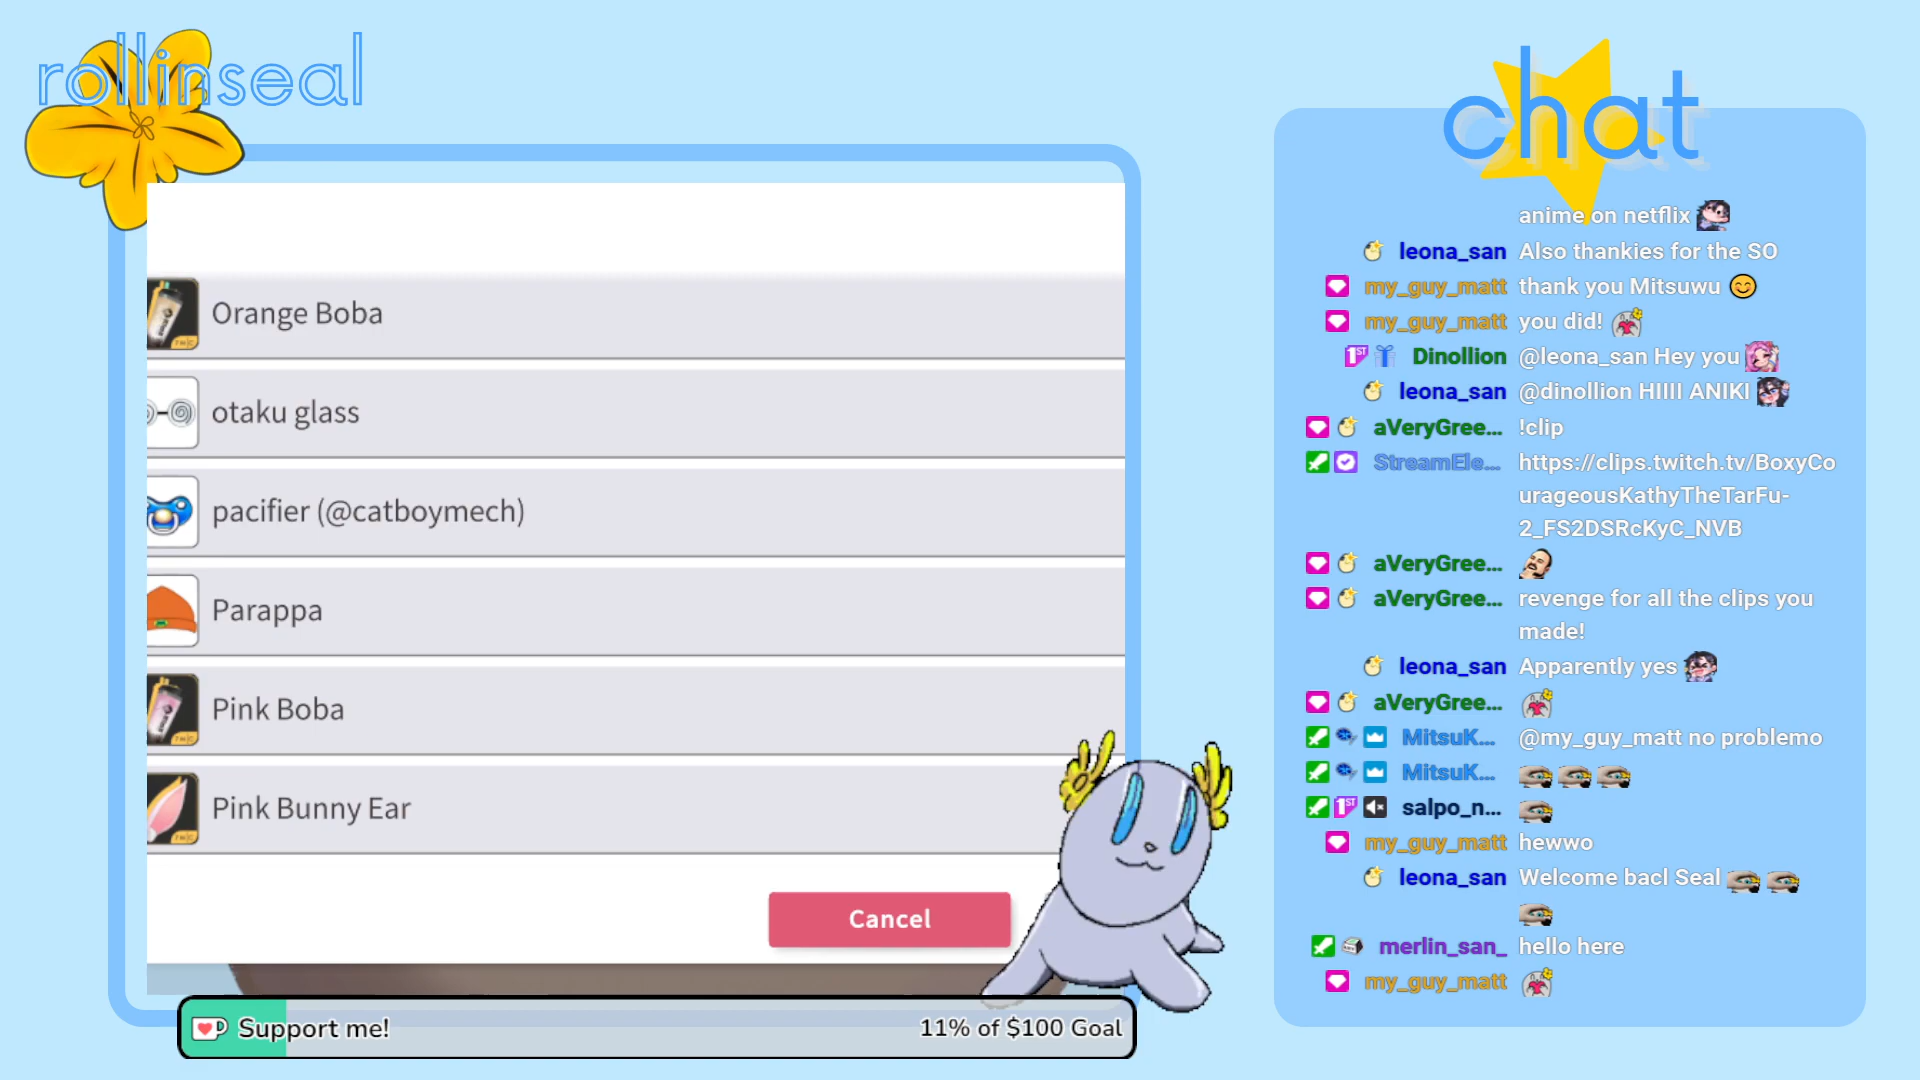 rollinseal
Orange Boba
otaku glass
pacifier (@catboymech)
Parappa
Pink Boba
Pink Bunny Ear
Cancel
Support me!
11% of $100 Goal
chat
anime on netflix
leona_san Also thankies for the SO
my_guy_matt thank you Mitsuwu
my_guy_matt you did!
Dinollion @leona_san Hey you
leona_san @dinollion HIIII ANIKI
aVeryGree... !clip
StreamEle... https://clips.twitch.tv/BoxyCo
urageousKathyTheTarFu-
2_FS2DSRcKyC_NVB
aVeryGree...
aVeryGree... revenge for all the clips you
made!
leona_san Apparently yes
aVeryGree...
MitsuK... @my_guy_matt no problemo
MitsuK...
salpo_n...
my_guy_matt hewwo
leona_san Welcome bacl Seal
merlin_san_ hello here
my_guy_matt